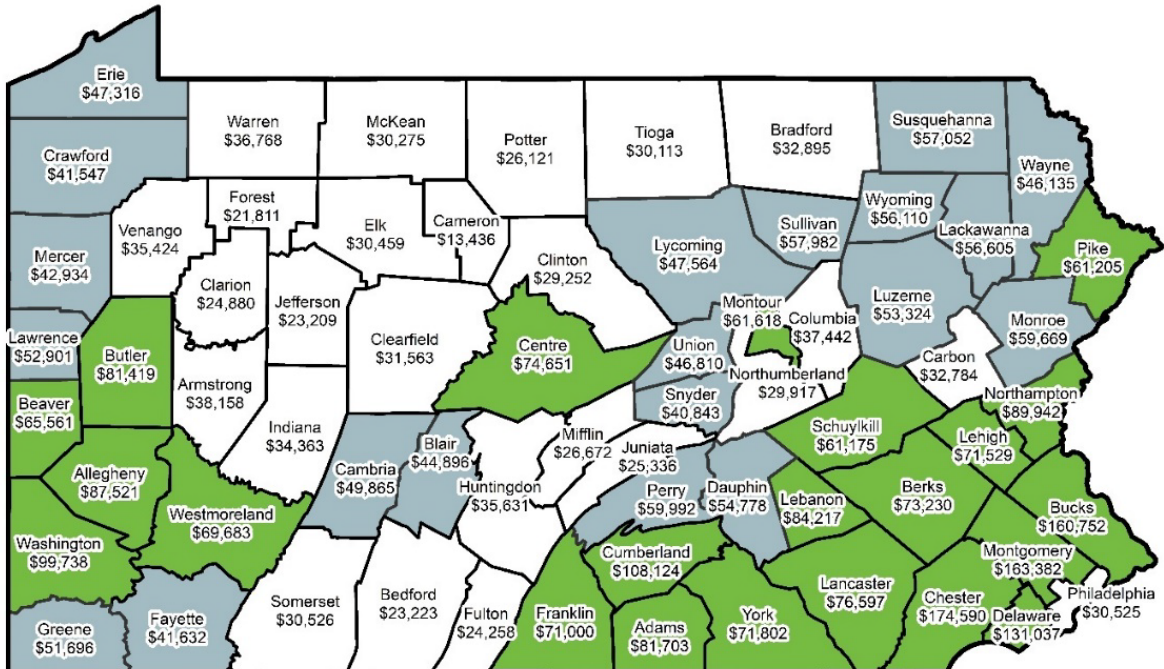 Erie
$47,316
Warren
$36,768
McKean
$30,275
Potter
$26,121
Tioga
$30,113
Bradford
$32,895
Susquehanna
$57,052
Crawford
$41,547
Wayne
$46,135
Forest
$21,811
Venango
$35,424
Elk
$30,459
Cameron
$13,436
Wyoming
$56,110
Sullivan
$57,982
Lackawanna
$56,605
Lycoming
$47,564
Mercer
$42,934
Clarion
$24,880
Clinton
$29,252
Pike
$61,205
Jefferson
$23,209
Luzerne
$53,324
Montour
$61,618
Columbia
$37,442
Monroe
$59,669
Lawrence
$52,901
Butler
$81,419
Clearfield
$31,563
Centre
$74,651
Union
$46,810
Carbon
$32,784
Northumberland
$29,917
Armstrong
$38,158
Snyder
$40,843
Northampton
$89,942
Beaver
$65,561
Indiana
$34,363
Mifflin
$26,672
Schuylkill
$61,175
Lehigh
$71,529
Blair
$44,896
Juniata
$25,336
Allegheny
$87,521
Cambria
$49,865
Huntingdon
$35,631
Perry
$59,992
Dauphin
$54,778
Lebanon
$84,217
Berks
$73,230
Bucks
$160,752
Westmoreland
$69,683
Washington
$99,738
Cumberland
$108,124
Montgomery
$163,382
Lancaster
$76,597
Chester
$174,590
Philadelphia
$30,525
Somerset
$30,526
Bedford
$23,223
Fulton
$24,258
Franklin
$71,000
Adams
$81,703
York
$71,802
Delaware
$131,037
Fayette
$41,632
Greene
$51,696